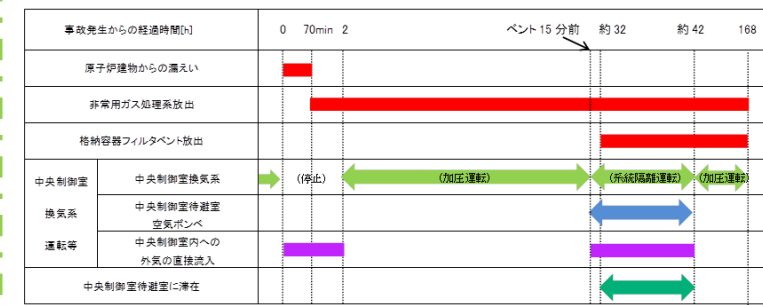 事故発生からの経過時間[h] 0 70min 2 ベント 15 分前 約 32 約 42 168
原子炉建物からの漏えい
非常用ガス処理系放出
格納容器フィルタベント放出
中央制御室
換気系
運転等
中央制御室換気系 (停止) (加圧運転) (系統隔離運転) (加圧運転)
中央制御室待避室
空気ボンベ
中央制御室内への
外気の直接流入
中央制御室待避室に滞在